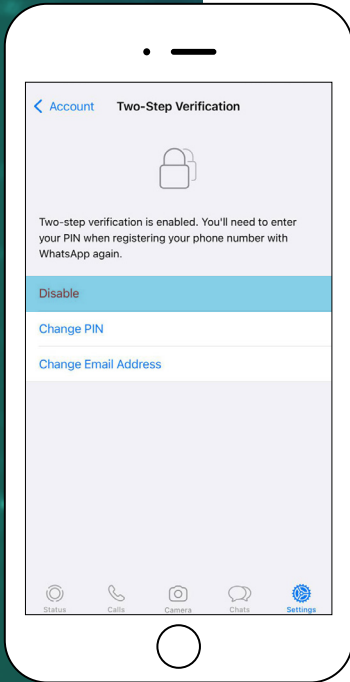 Account
Two-Step Verification
Two-step verification is enabled. You'll need to enter
your PIN when registering your phone number with
WhatsApp again.
Disable
Change PIN
Change Email Address
Status
Calls
Camera
Chats
Settings